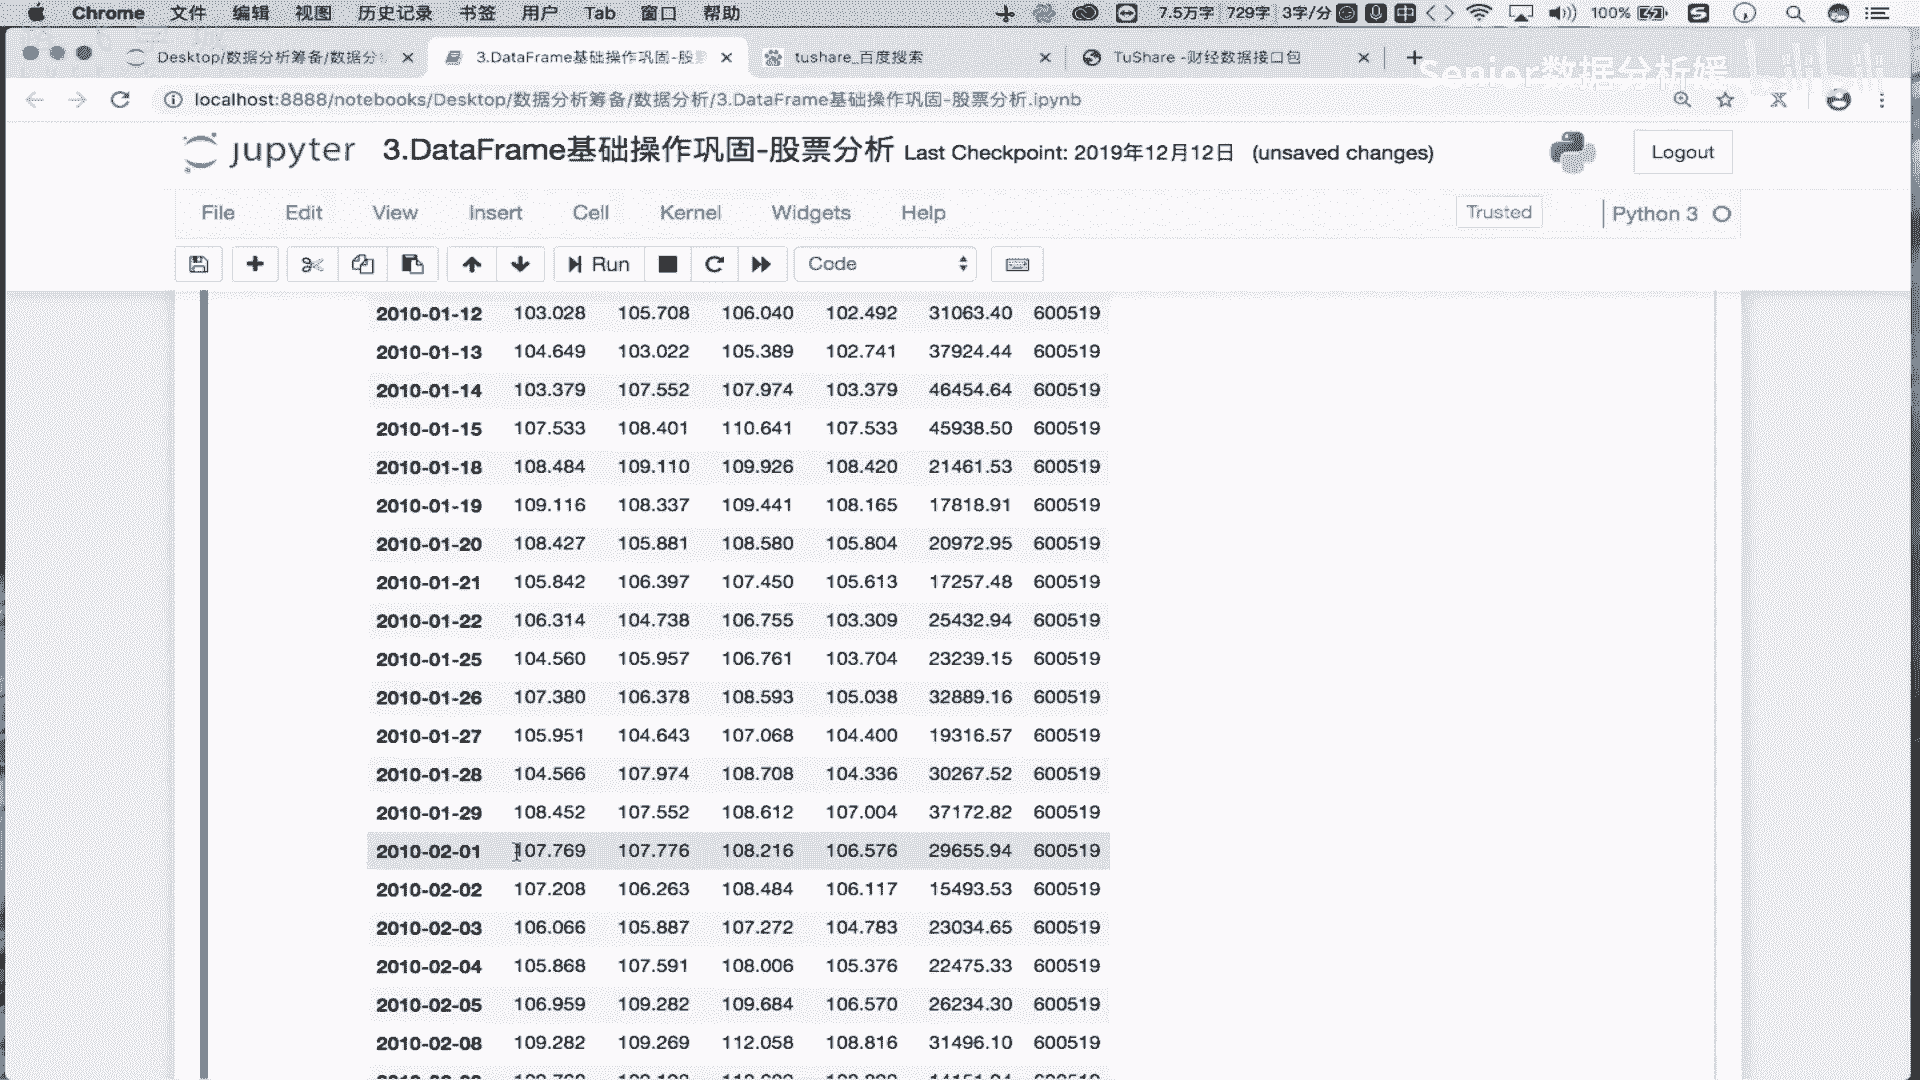 Chrome 文件 编辑 视图 历史记录 书签 用户 Tab 窗口 帮助 7.5万字 729字 3字/分 中 100%
Desktop/数据分析筹备/数据分析 3.DataFrame基础操作巩固-股票 tushare_百度搜索 TuShare -财经数据接口包
Senior数据分析媛 bilibili
localhost:8888/notebooks/Desktop/数据分析筹备/数据分析/3.DataFrame基础操作巩固-股票分析.ipynb
jupyter 3.DataFrame基础操作巩固-股票分析 Last Checkpoint: 2019年12月12日 (unsaved changes) Logout
File Edit View Insert Cell Kernel Widgets Help Trusted Python 3
Run Code
2010-01-12 103.028 105.708 106.040 102.492 31063.40 600519
2010-01-13 104.649 103.022 105.389 102.741 37924.44 600519
2010-01-14 103.379 107.552 107.974 103.379 46454.64 600519
2010-01-15 107.533 108.401 110.641 107.533 45938.50 600519
2010-01-18 108.484 109.110 109.926 108.420 21461.53 600519
2010-01-19 109.116 108.337 109.441 108.165 17818.91 600519
2010-01-20 108.427 105.881 108.580 105.804 20972.95 600519
2010-01-21 105.842 106.397 107.450 105.613 17257.48 600519
2010-01-22 106.314 104.738 106.755 103.309 25432.94 600519
2010-01-25 104.560 105.957 106.761 103.704 23239.15 600519
2010-01-26 107.380 106.378 108.593 105.038 32889.16 600519
2010-01-27 105.951 104.643 107.068 104.400 19316.57 600519
2010-01-28 104.566 107.974 108.708 104.336 30267.52 600519
2010-01-29 108.452 107.552 108.612 107.004 37172.82 600519
2010-02-01 107.769 107.776 108.216 106.576 29655.94 600519
2010-02-02 107.208 106.263 108.484 106.117 15493.53 600519
2010-02-03 106.066 105.887 107.272 104.783 23034.65 600519
2010-02-04 105.868 107.591 108.006 105.376 22475.33 600519
2010-02-05 106.959 109.282 109.684 106.570 26234.30 600519
2010-02-08 109.282 109.269 112.058 108.816 31496.10 600519